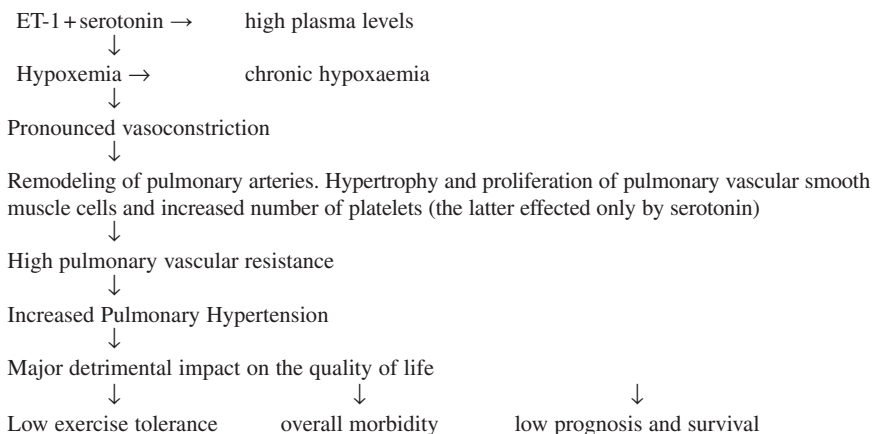 ET-1 + serotonin → high plasma levels
↓
Hypoxemia → chronic hypoxaemia
↓
Pronounced vasoconstriction
↓
Remodeling of pulmonary arteries. Hypertrophy and proliferation of pulmonary vascular smooth
muscle cells and increased number of platelets (the latter effected only by serotonin)
↓
High pulmonary vascular resistance
↓
Increased Pulmonary Hypertension
↓
Major detrimental impact on the quality of life
↓ ↓ ↓
Low exercise tolerance overall morbidity low prognosis and survival